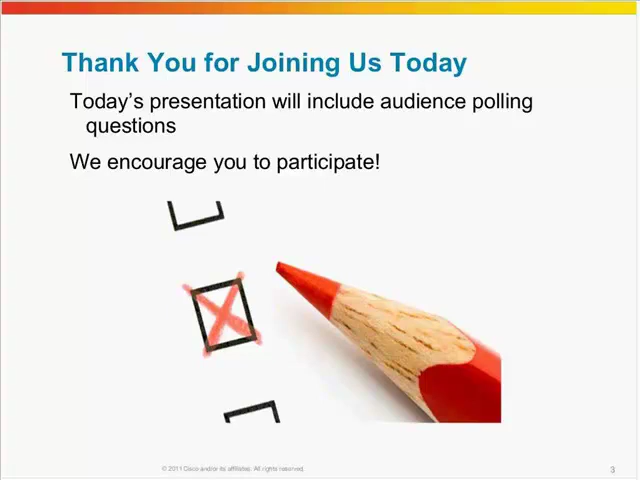 Thank You for Joining Us Today
Today's presentation will include audience polling
questions
We encourage you to participate!
© 2011 Cisco and/or its affiliates. All rights reserved.
3